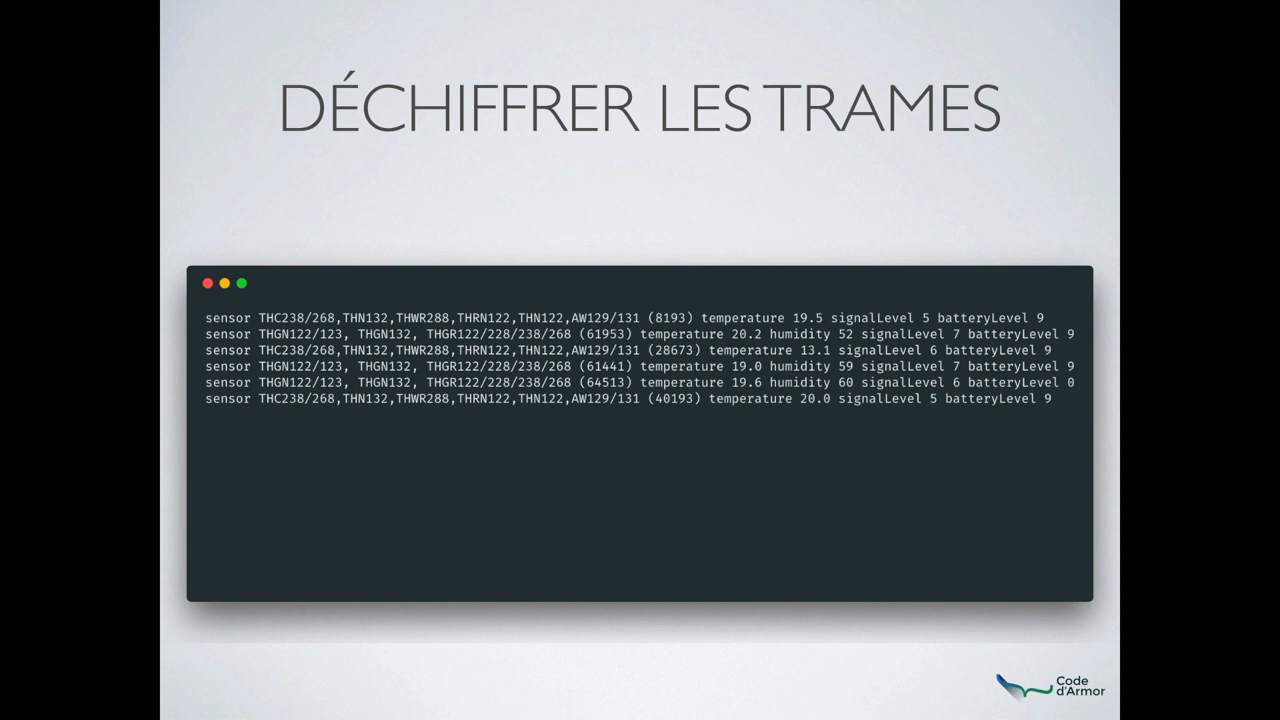 DÉCHIFFRER LES TRAMES
sensor THC238/268,THN132,THWR288,THRN122,THN122,AW129/131 (8193) temperature 19.5 signalLevel 5 batteryLevel 9
sensor THGN122/123, THGN132, THGR122/228/238/268 (61953) temperature 20.2 humidity 52 signalLevel 7 batteryLevel 9
sensor THC238/268,THN132,THWR288,THRN122,THN122,AW129/131 (28673) temperature 13.1 signalLevel 6 batteryLevel 9
sensor THGN122/123, THGN132, THGR122/228/238/268 (61441) temperature 19.0 humidity 59 signalLevel 7 batteryLevel 9
sensor THGN122/123, THGN132, THGR122/228/238/268 (64513) temperature 19.6 humidity 60 signalLevel 6 batteryLevel 0
sensor THC238/268,THN132,THWR288,THRN122,THN122,AW129/131 (40193) temperature 20.0 signalLevel 5 batteryLevel 9
Code
d'Armor